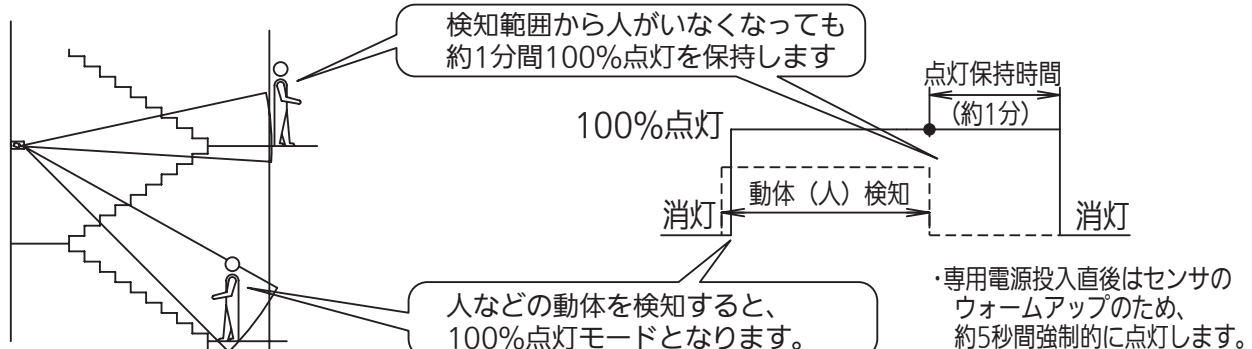 検知範囲から人がいなくなっても
約1分間100%点灯を保持します
点灯保持時間
(約1分)
100%点灯
動体（人）検知
消灯
消灯
人などの動体を検知すると、
100%点灯モードとなります。
・専用電源投入直後はセンサの
ウォームアップのため、
約5秒間強制的に点灯します。